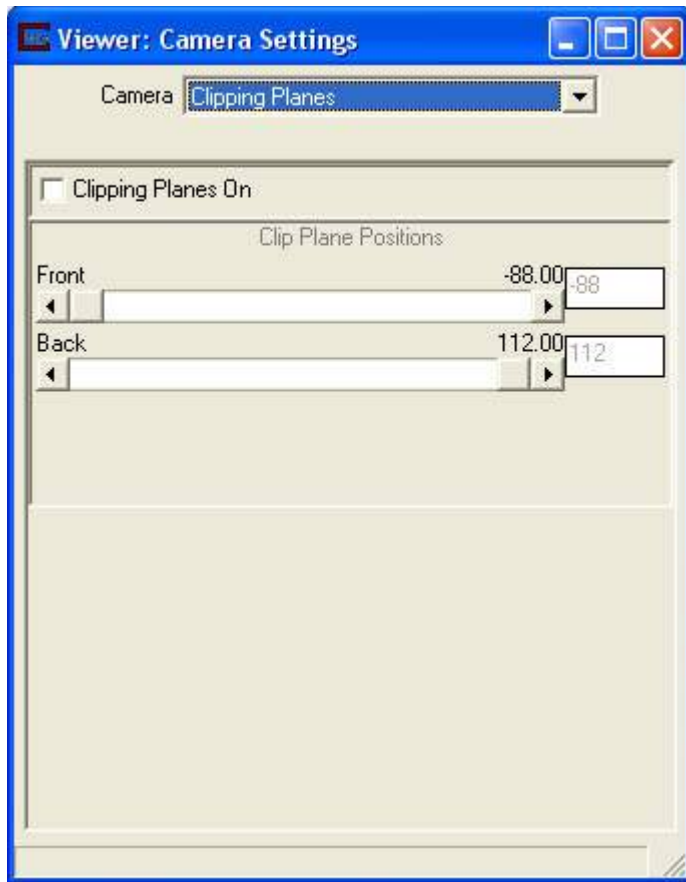 Viewer: Camera Settings
Camera Clipping Planes
Clipping Planes On
Clip Plane Positions
Front -88.00 -88
Back 112.00 112